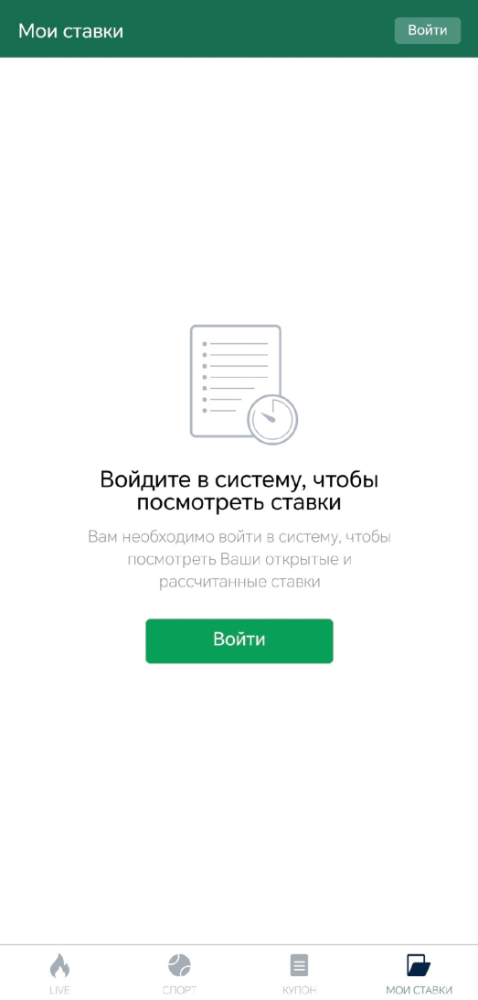 Мои ставки
Войти
Войдите в систему, чтобы
посмотреть ставки
Вам необходимо войти в систему, чтобы
посмотреть Ваши открытые и
рассчитанные ставки
Войти
LIVE
СПОРТ
КУПОН
МОИ СТАВКИ